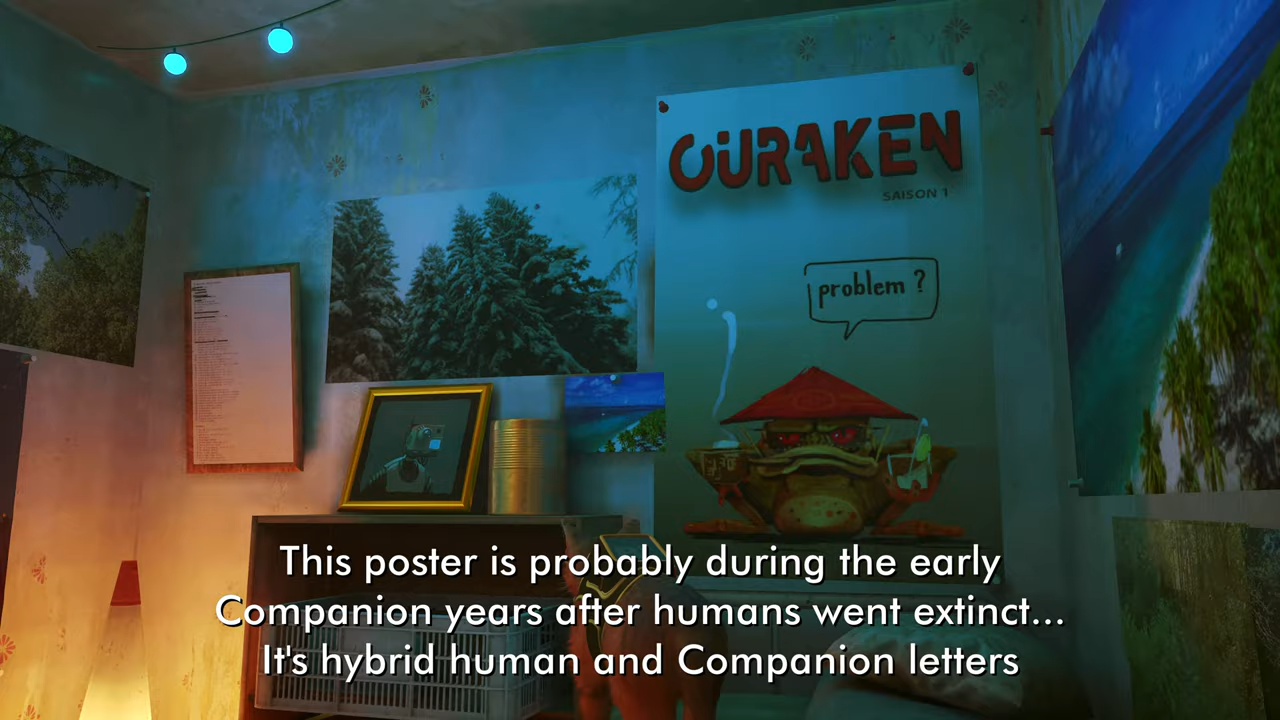 OURAKEN
SAISON 1
problem ?
This poster is probably during the early
Companion years after humans went extinct...
It's hybrid human and Companion letters